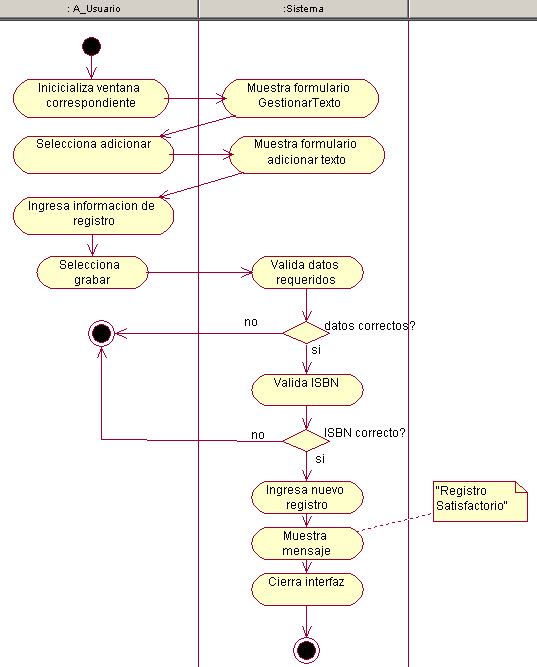 : A_Usuario
:Sistema
Inicicializa ventana
correspondiente
Muestra formulario
GestionarTexto
Selecciona adicionar
Muestra formulario
adicionar texto
Ingresa informacion de
registro
Selecciona
grabar
Valida datos
requeridos
no
datos correctos?
si
Valida ISBN
no
ISBN correcto?
si
Ingresa nuevo
registro
"Registro
Satisfactorio"
Muestra
mensaje
Cierra interfaz